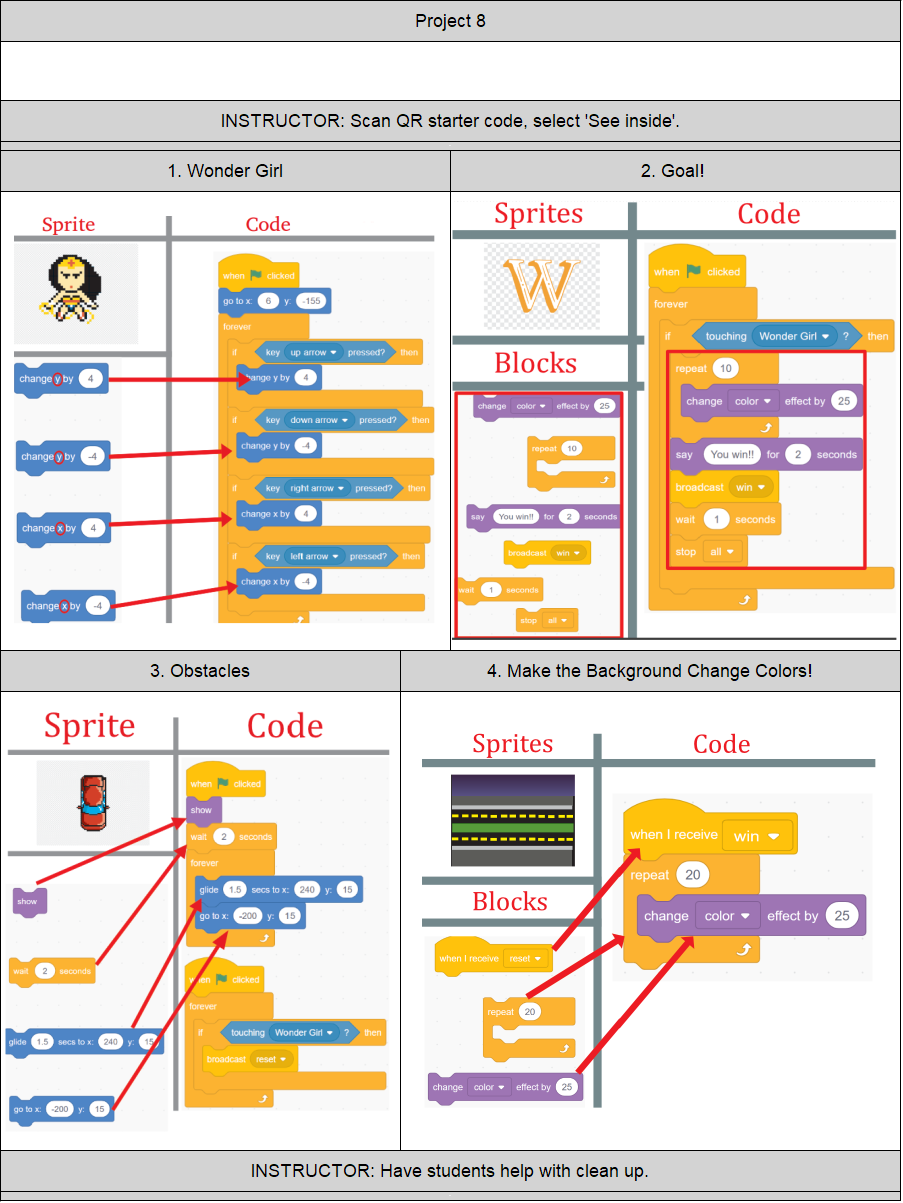 Project 8
INSTRUCTOR: Scan QR starter code, select 'See inside'.
1. Wonder Girl
Sprite
Code
change y by 4
change y by -4
change x by 4
change x by -4
when clicked
go to x: 6 y: -155
forever
if key up arrow pressed? then
change y by 4
if key down arrow pressed? then
change y by -4
if key right arrow pressed? then
change x by 4
if key left arrow pressed? then
change x by -4
2. Goal!
Sprites
Code
W
Blocks
change color effect by 25
repeat 10
say You win!! for 2 seconds
broadcast win
wait 1 seconds
stop all
when clicked
forever
if touching Wonder Girl ? then
repeat 10
change color effect by 25
say You win!! for 2 seconds
broadcast win
wait 1 seconds
stop all
3. Obstacles
Sprite
Code
show
wait 2 seconds
glide 1.5 secs to x: 240 y: 15
go to x: -200 y: 15
when clicked
show
wait 2 seconds
forever
glide 1.5 secs to x: 240 y: 15
go to x: -200 y: 15
when clicked
forever
if touching Wonder Girl ? then
broadcast reset
4. Make the Background Change Colors!
Sprites
Code
Blocks
when I receive reset
repeat 20
change color effect by 25
when I receive win
repeat 20
change color effect by 25
INSTRUCTOR: Have students help with clean up.